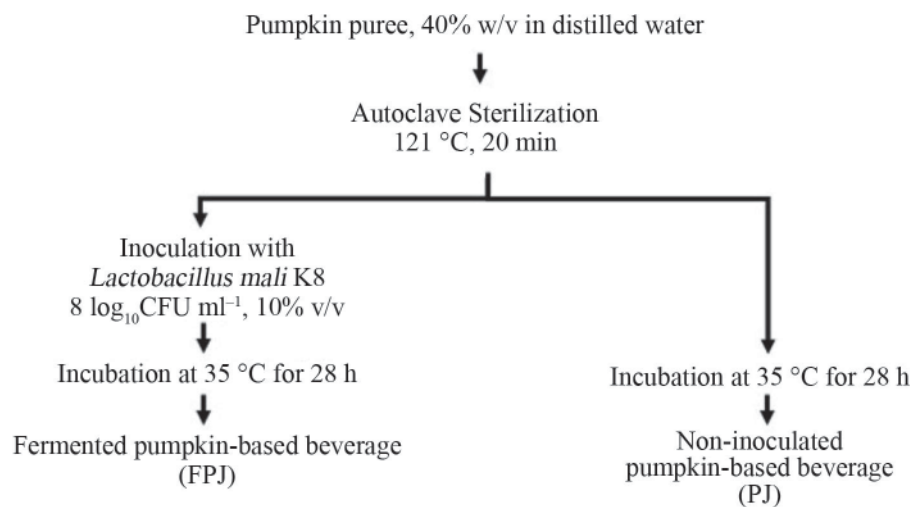 Pumpkin puree, 40% w/v in distilled water
Autoclave Sterilization
121 °C, 20 min
Inoculation with
Lactobacillus mali K8
8 log₁₀CFU ml⁻¹, 10% v/v
Incubation at 35 °C for 28 h
Fermented pumpkin-based beverage
(FPJ)
Incubation at 35 °C for 28 h
Non-inoculated
pumpkin-based beverage
(PJ)